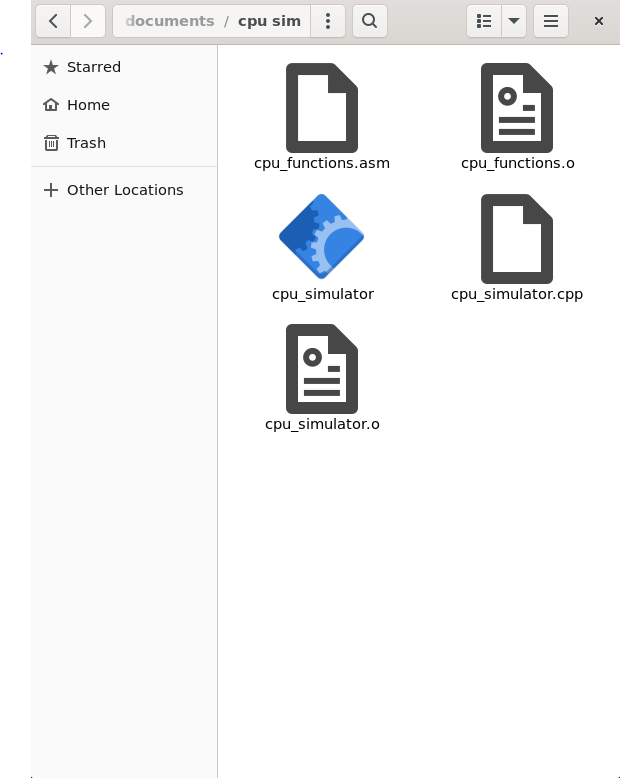 documents / cpu sim
Starred
Home
Trash
Other Locations
cpu_functions.asm
cpu_functions.o
cpu_simulator
cpu_simulator.cpp
cpu_simulator.o